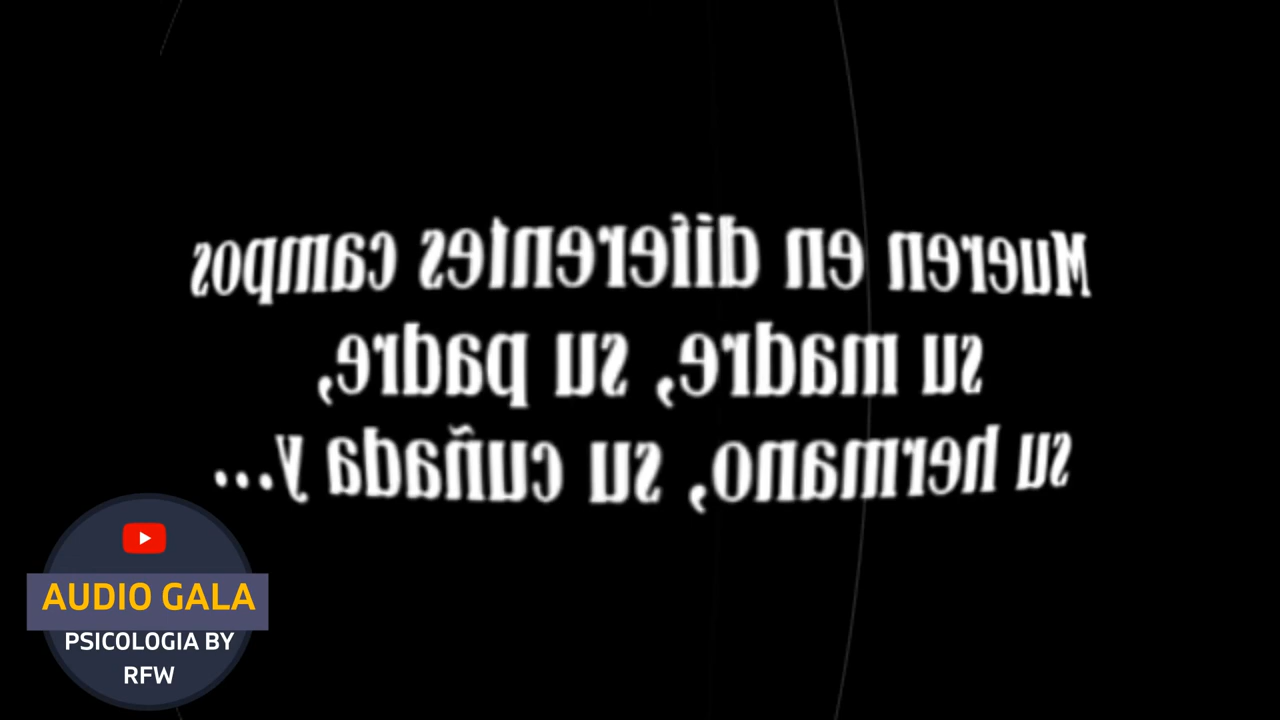 Mueren en diferentes campos
su madre, su padre,
su hermano, su cuñada y...
AUDIO GALA
PSICOLOGIA BY
RFW